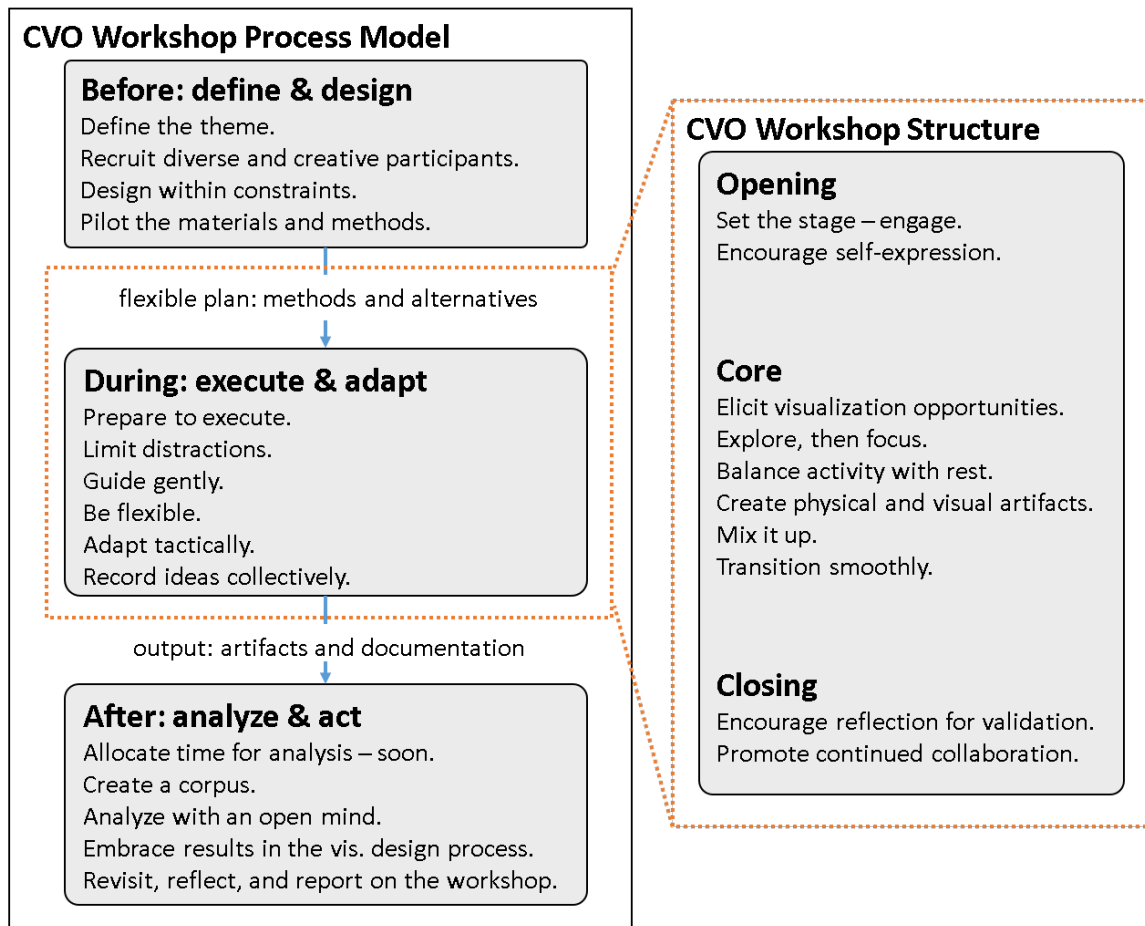 CVO Workshop Process Model
Before: define & design
Define the theme.
Recruit diverse and creative participants.
Design within constraints.
Pilot the materials and methods.
flexible plan: methods and alternatives
During: execute & adapt
Prepare to execute.
Limit distractions.
Guide gently.
Be flexible.
Adapt tactically.
Record ideas collectively.
output: artifacts and documentation
After: analyze & act
Allocate time for analysis – soon.
Create a corpus.
Analyze with an open mind.
Embrace results in the vis. design process.
Revisit, reflect, and report on the workshop.
CVO Workshop Structure
Opening
Set the stage – engage.
Encourage self-expression.
Core
Elicit visualization opportunities.
Explore, then focus.
Balance activity with rest.
Create physical and visual artifacts.
Mix it up.
Transition smoothly.
Closing
Encourage reflection for validation.
Promote continued collaboration.